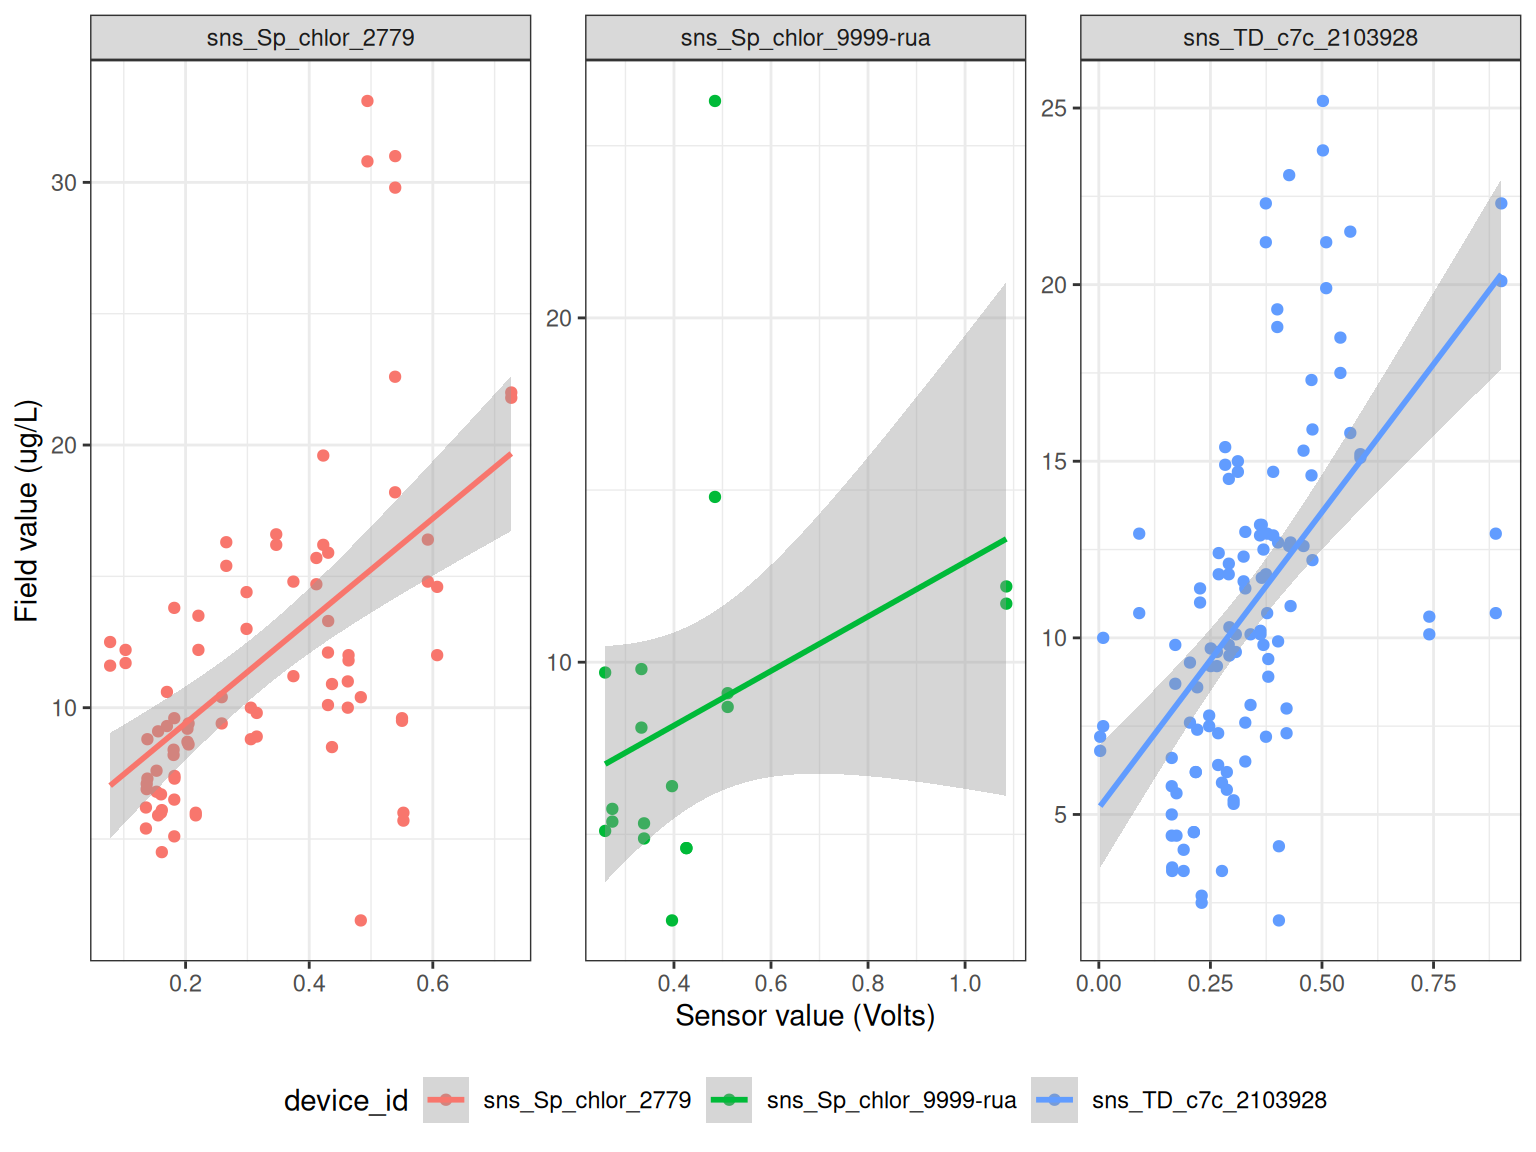 sns_Sp_chlor_2779
sns_Sp_chlor_9999-rua
sns_TD_c7c_2103928
Field value (ug/L)
30
20
10
20
10
25
20
15
10
5
0.2 0.4 0.6
0.4 0.6 0.8 1.0
0.00 0.25 0.50 0.75
Sensor value (Volts)
device_id sns_Sp_chlor_2779 sns_Sp_chlor_9999-rua sns_TD_c7c_2103928